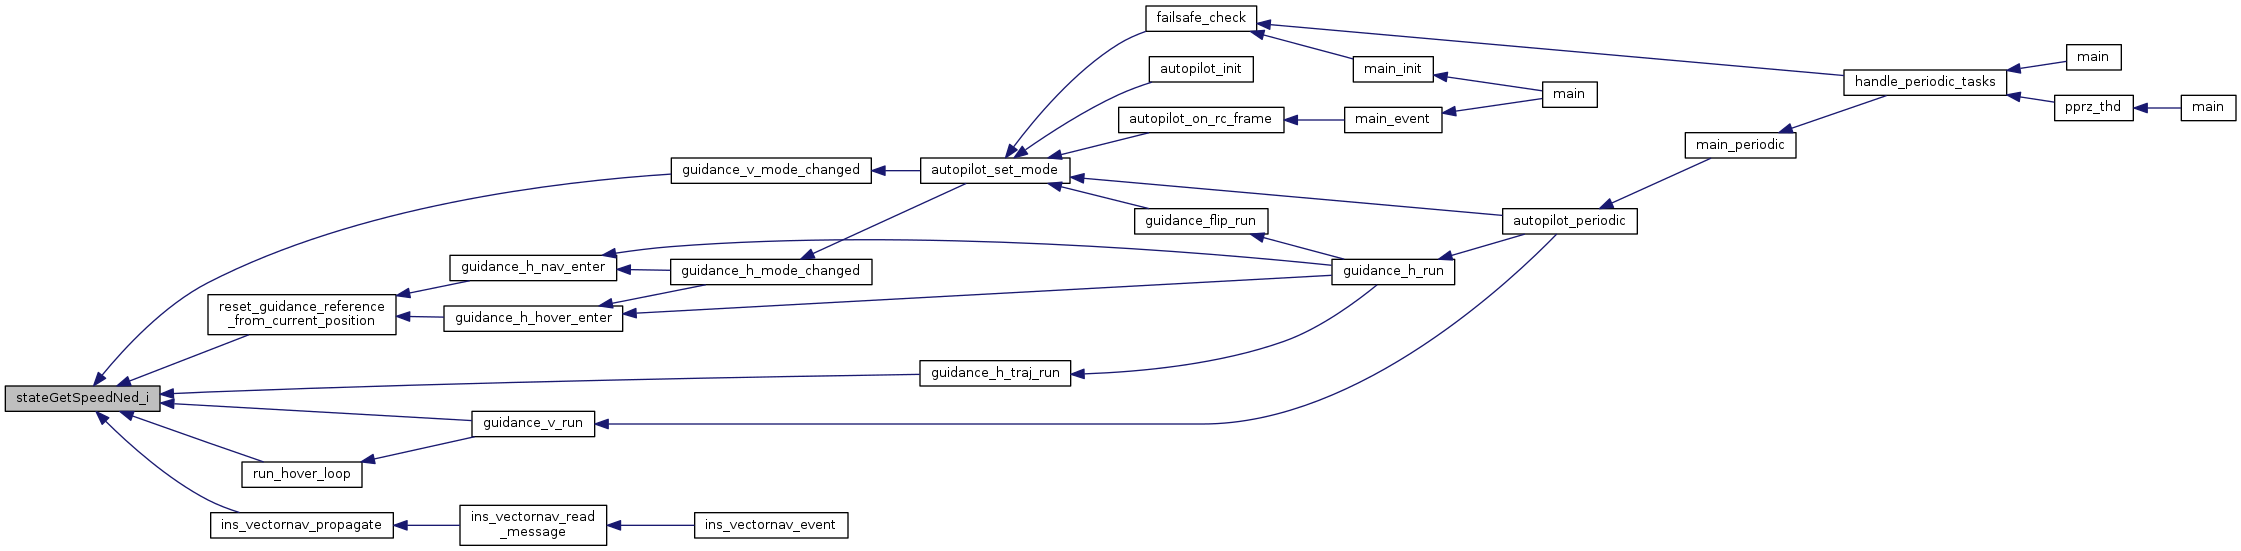 failsafe_check
main
autopilot_init
main_init
handle_periodic_tasks
main
autopilot_on_rc_frame
main_event
pprz_thd
main
main_periodic
guidance_v_mode_changed
autopilot_set_mode
guidance_flip_run
autopilot_periodic
guidance_h_nav_enter
guidance_h_mode_changed
guidance_h_run
reset_guidance_reference
_from_current_position
guidance_h_hover_enter
guidance_h_traj_run
stateGetSpeedNed_i
guidance_v_run
run_hover_loop
ins_vectornav_propagate
ins_vectornav_read
_message
ins_vectornav_event